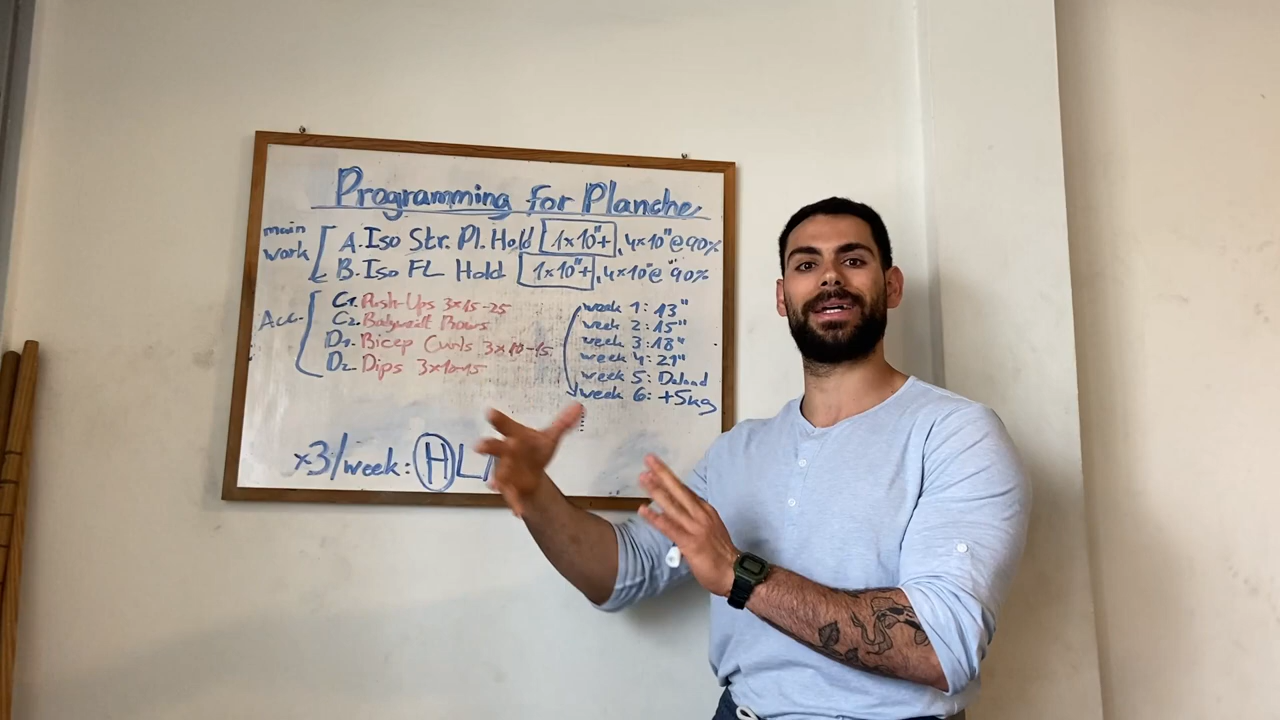 Programming for Planche
main work
A. Iso Str. Pl. Hold 1x10"+, 4x10"@90%
B. Iso FL Hold 1x10"+, 4x10"@ 90%
Acc.
C1. Push-Ups 3x15-25
C2. Bodyweight Rows
D1. Bicep Curls 3x10-15
D2. Dips 3x10-15
week 1: 13"
week 2: 15"
week 3: 18"
week 4: 21"
week 5: Deload
week 6: +5kg
x3/week: H L